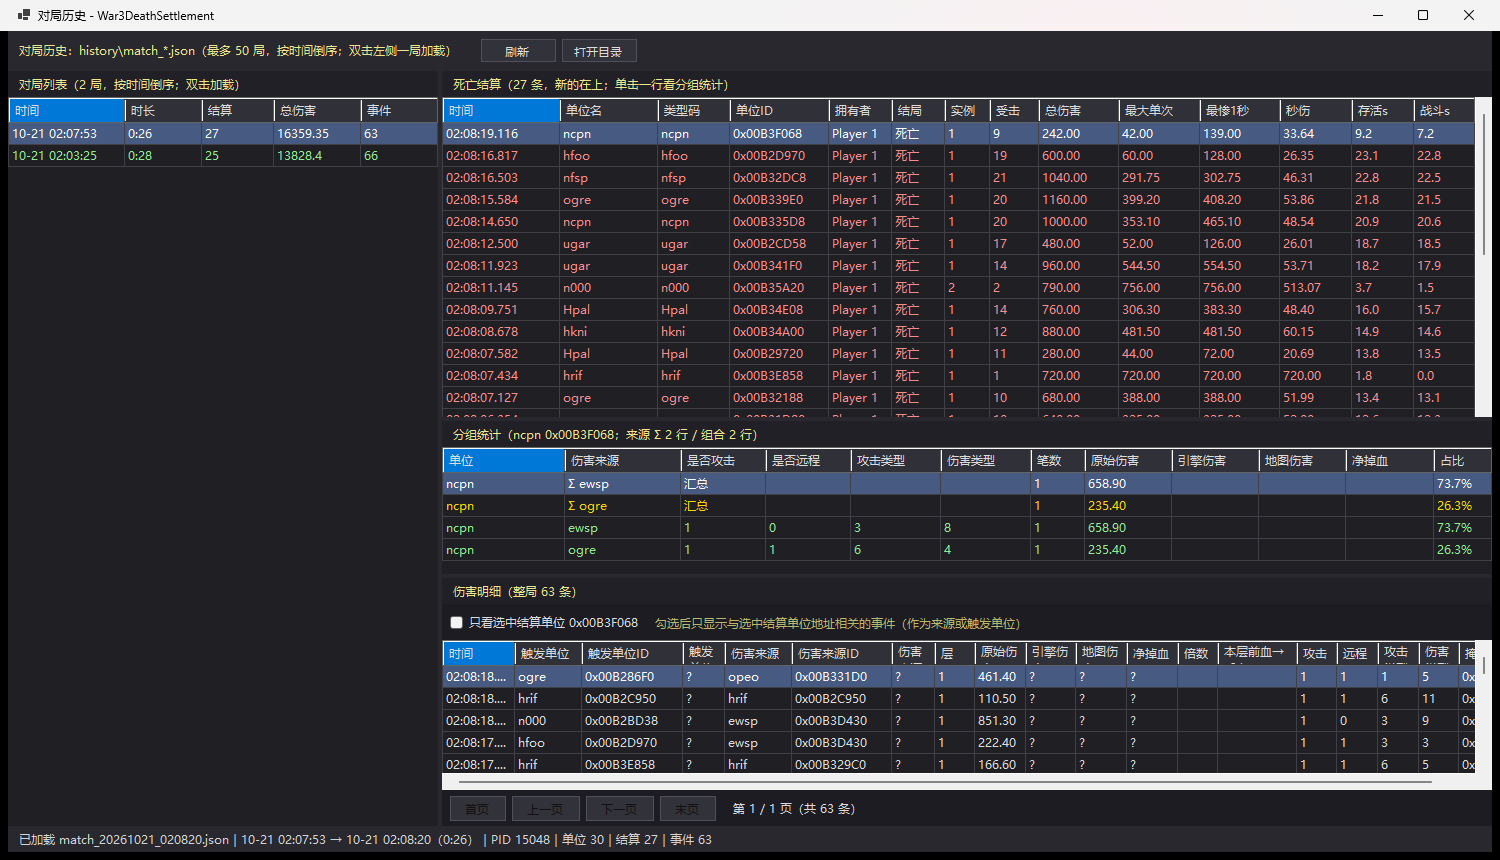 对局历史 - War3DeathSettlement
对局历史：history\match_*.json（最多 50 局，按时间倒序；双击左侧一局加载） 刷新 打开目录
对局列表（2 局，按时间倒序；双击加载）
时间 时长 结算 总伤害 事件
10-21 02:07:53 0:26 27 16359.35 63
10-21 02:03:25 0:28 25 13828.4 66
死亡结算（27 条，新的在上；单击一行看分组统计）
时间 单位名 类型码 单位ID 拥有者 结局 实例 受击 总伤害 最大单次 最惨1秒 秒伤 存活s 战斗s
02:08:19.116 ncpn ncpn 0x00B3F068 Player 1 死亡 1 9 242.00 42.00 139.00 33.64 9.2 7.2
02:08:16.817 hfoo hfoo 0x00B2D970 Player 1 死亡 1 19 600.00 60.00 128.00 26.35 23.1 22.8
02:08:16.503 nfsp nfsp 0x00B32DC8 Player 1 死亡 1 21 1040.00 291.75 302.75 46.31 22.8 22.5
02:08:15.584 ogre ogre 0x00B339E0 Player 1 死亡 1 20 1160.00 399.20 408.20 53.86 21.8 21.5
02:08:14.650 ncpn ncpn 0x00B335D8 Player 1 死亡 1 20 1000.00 353.10 465.10 48.54 20.9 20.6
02:08:12.500 ugar ugar 0x00B2CD58 Player 1 死亡 1 17 480.00 52.00 126.00 26.01 18.7 18.5
02:08:11.923 ugar ugar 0x00B341F0 Player 1 死亡 1 14 960.00 544.50 554.50 53.71 18.2 17.9
02:08:11.145 n000 n000 0x00B35A20 Player 1 死亡 2 2 790.00 756.00 756.00 513.07 3.7 1.5
02:08:09.751 Hpal Hpal 0x00B34E08 Player 1 死亡 1 14 760.00 306.30 383.30 48.40 16.0 15.7
02:08:08.678 hkni hkni 0x00B34A00 Player 1 死亡 1 12 880.00 481.50 481.50 60.15 14.9 14.6
02:08:07.582 Hpal Hpal 0x00B29720 Player 1 死亡 1 11 280.00 44.00 72.00 20.69 13.8 13.5
02:08:07.434 hrif hrif 0x00B3E858 Player 1 死亡 1 1 720.00 720.00 720.00 720.00 1.8 0.0
02:08:07.127 ogre ogre 0x00B32188 Player 1 死亡 1 10 680.00 388.00 388.00 51.99 13.4 13.1
分组统计（ncpn 0x00B3F068；来源 Σ 2 行 / 组合 2 行）
单位 伤害来源 是否攻击 是否远程 攻击类型 伤害类型 笔数 原始伤害 引擎伤害 地图伤害 净掉血 占比
ncpn Σ ewsp 汇总 1 658.90 73.7%
ncpn Σ ogre 汇总 1 235.40 26.3%
ncpn ewsp 1 0 3 8 1 658.90 73.7%
ncpn ogre 1 1 6 4 1 235.40 26.3%
伤害明细（整局 63 条）
只看选中结算单位 0x00B3F068 勾选后只显示与选中结算单位地址相关的事件（作为来源或触发单位）
时间 触发单位 触发单位ID 触发 伤害来源 伤害来源ID 伤害 层 原始伤 引擎伤 地图伤 净掉血 倍数 本层前血→ 攻击 远程 攻击 伤害 掩
02:08:18.... ogre 0x00B286F0 ? opeo 0x00B331D0 ? 1 461.40 ? ? ? 1 1 1 5 0x
02:08:18.... hrif 0x00B2C950 ? hrif 0x00B2C950 ? 1 110.50 ? ? ? 1 1 6 11 0x
02:08:18.... n000 0x00B2BD38 ? ewsp 0x00B3D430 ? 1 851.30 ? ? ? 1 0 3 9 0x
02:08:17.... hfoo 0x00B2D970 ? ewsp 0x00B3D430 ? 1 222.40 ? ? ? 1 1 3 3 0x
02:08:17.... hrif 0x00B3E858 ? hrif 0x00B329C0 ? 1 166.60 ? ? ? 1 1 6 5 0x
首页 上一页 下一页 末页 第 1 / 1 页（共 63 条）
已加载 match_20261021_020820.json | 10-21 02:07:53 → 10-21 02:08:20（0:26） | PID 15048 | 单位 30 | 结算 27 | 事件 63